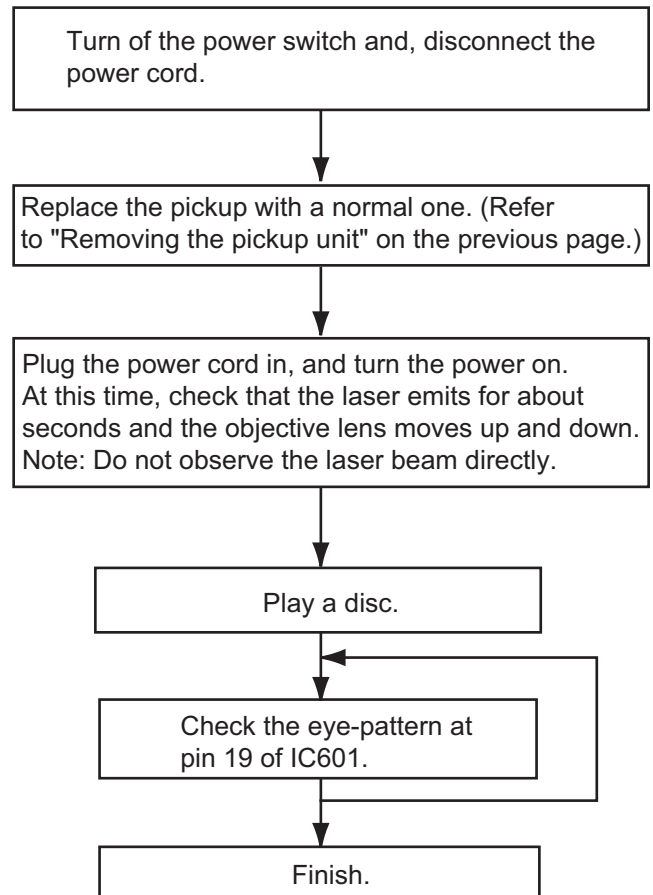 Turn of the power switch and, disconnect the
power cord.
Replace the pickup with a normal one. (Refer
to "Removing the pickup unit" on the previous page.)
Plug the power cord in, and turn the power on.
At this time, check that the laser emits for about
seconds and the objective lens moves up and down.
Note: Do not observe the laser beam directly.
Play a disc.
Check the eye-pattern at
pin 19 of IC601.
Finish.